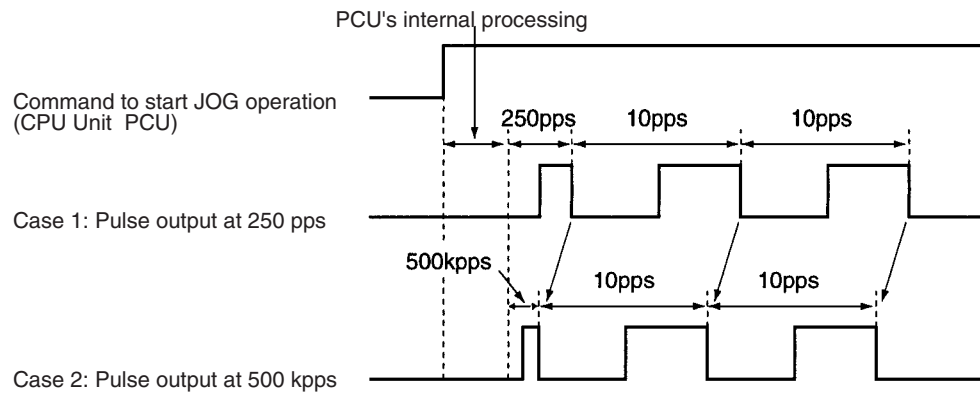 PCU's internal processing
Command to start JOG operation
(CPU Unit PCU)
250pps
10pps
10pps
Case 1: Pulse output at 250 pps
500kpps
10pps
10pps
Case 2: Pulse output at 500 kpps